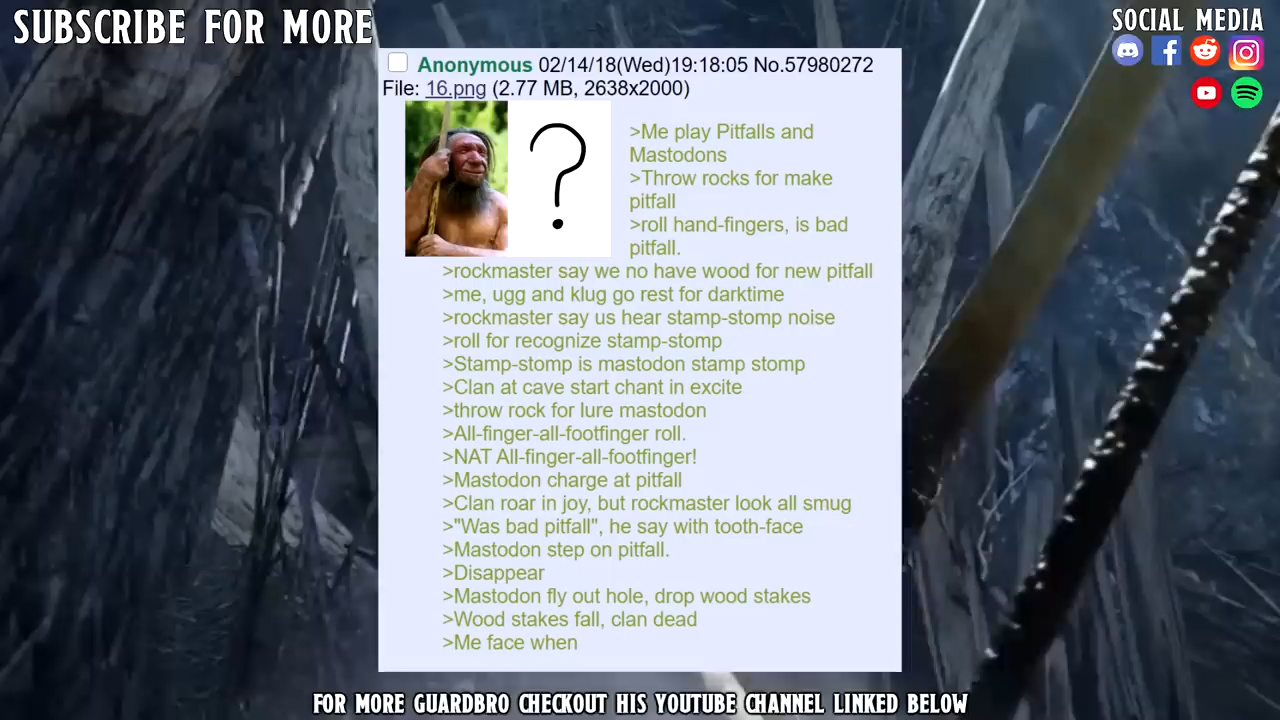 SUBSCRIBE FOR MORE
SOCIAL MEDIA
Anonymous 02/14/18(Wed)19:18:05 No.57980272
File: 16.png (2.77 MB, 2638x2000)
?
>Me play Pitfalls and
Mastodons
>Throw rocks for make
pitfall
>roll hand-fingers, is bad
pitfall.
>rockmaster say we no have wood for new pitfall
>me, ugg and klug go rest for darktime
>rockmaster say us hear stamp-stomp noise
>roll for recognize stamp-stomp
>Stamp-stomp is mastodon stamp stomp
>Clan at cave start chant in excite
>throw rock for lure mastodon
>All-finger-all-footfinger roll.
>NAT All-finger-all-footfinger!
>Mastodon charge at pitfall
>Clan roar in joy, but rockmaster look all smug
>"Was bad pitfall", he say with tooth-face
>Mastodon step on pitfall.
>Disappear
>Mastodon fly out hole, drop wood stakes
>Wood stakes fall, clan dead
>Me face when
FOR MORE GUARDBRO CHECKOUT HIS YOUTUBE CHANNEL LINKED BELOW